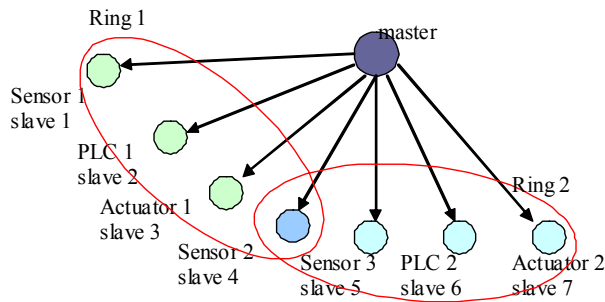 Ring 1
master
Sensor 1
slave 1
PLC 1
slave 2
Actuator 1
slave 3
Sensor 2
slave 4
Ring 2
Sensor 3
slave 5
PLC 2
slave 6
Actuator 2
slave 7